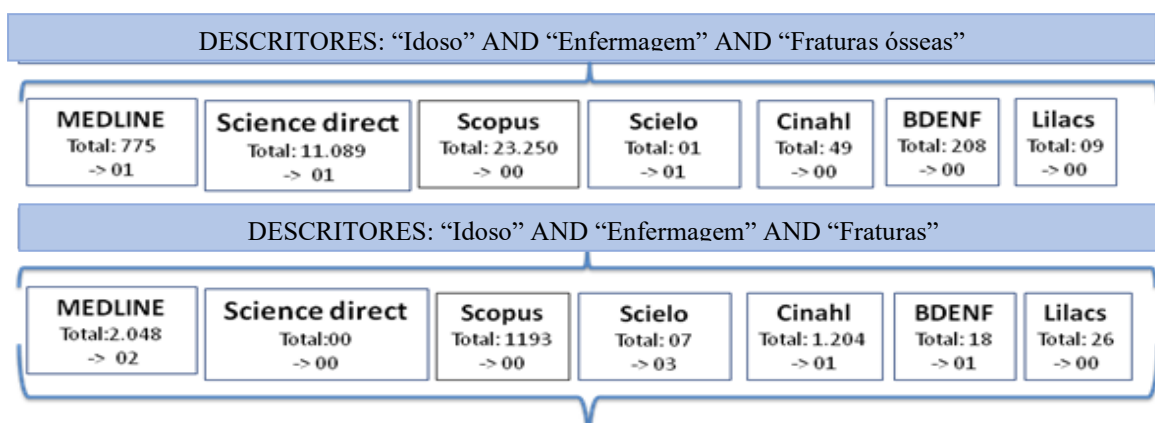 DESCRITORES: “Idoso” AND “Enfermagem” AND “Fraturas ósseas”
MEDLINE
Total: 775
-> 01
Science direct
Total: 11.089
-> 01
Scopus
Total: 23.250
-> 00
Scielo
Total: 01
-> 01
Cinahl
Total: 49
-> 00
BDENF
Total: 208
-> 00
Lilacs
Total: 09
-> 00
DESCRITORES: “Idoso” AND “Enfermagem” AND “Fraturas”
MEDLINE
Total:2.048
-> 02
Science direct
Total:00
-> 00
Scopus
Total: 1193
-> 00
Scielo
Total: 07
-> 03
Cinahl
Total: 1.204
-> 01
BDENF
Total: 18
-> 01
Lilacs
Total: 26
-> 00